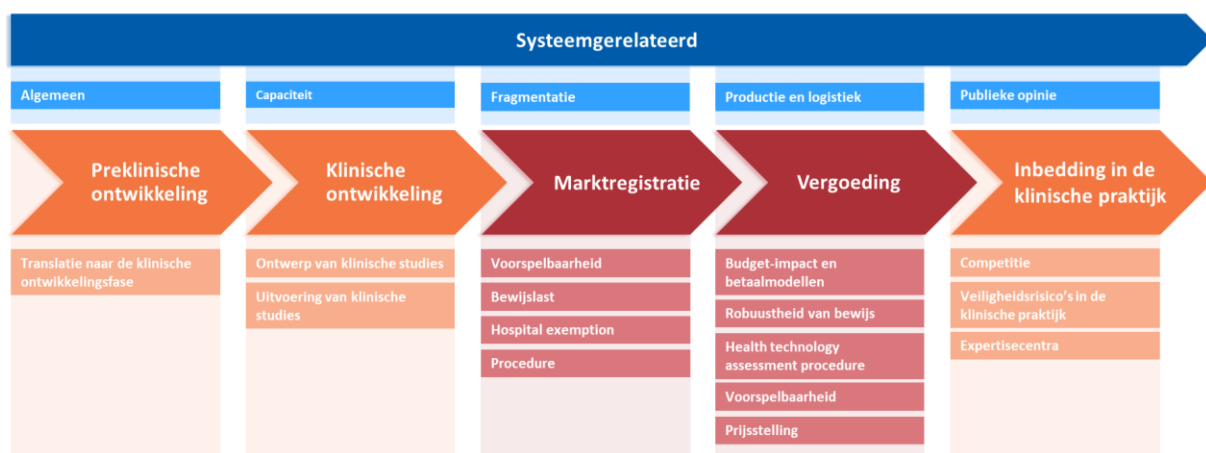 Systeemgerelateerd
Algemeen
Capaciteit
Fragmentatie
Productie en logistiek
Publieke opinie
Preklinische
ontwikkeling
Klinische
ontwikkeling
Marktregistratie
Vergoeding
Inbedding in de
klinische praktijk
Translatie naar de klinische
ontwikkelingsfase
Ontwerp van klinische studies
Uitvoering van klinische
studies
Voorspelbaarheid
Bewijslast
Hospital exemption
Procedure
Budget-impact en
betaalmodellen
Robuustheid van bewijs
Health technology
assessment procedure
Voorspelbaarheid
Prijsstelling
Competitie
Veiligheidsrisico's in de
klinische praktijk
Expertisecentra